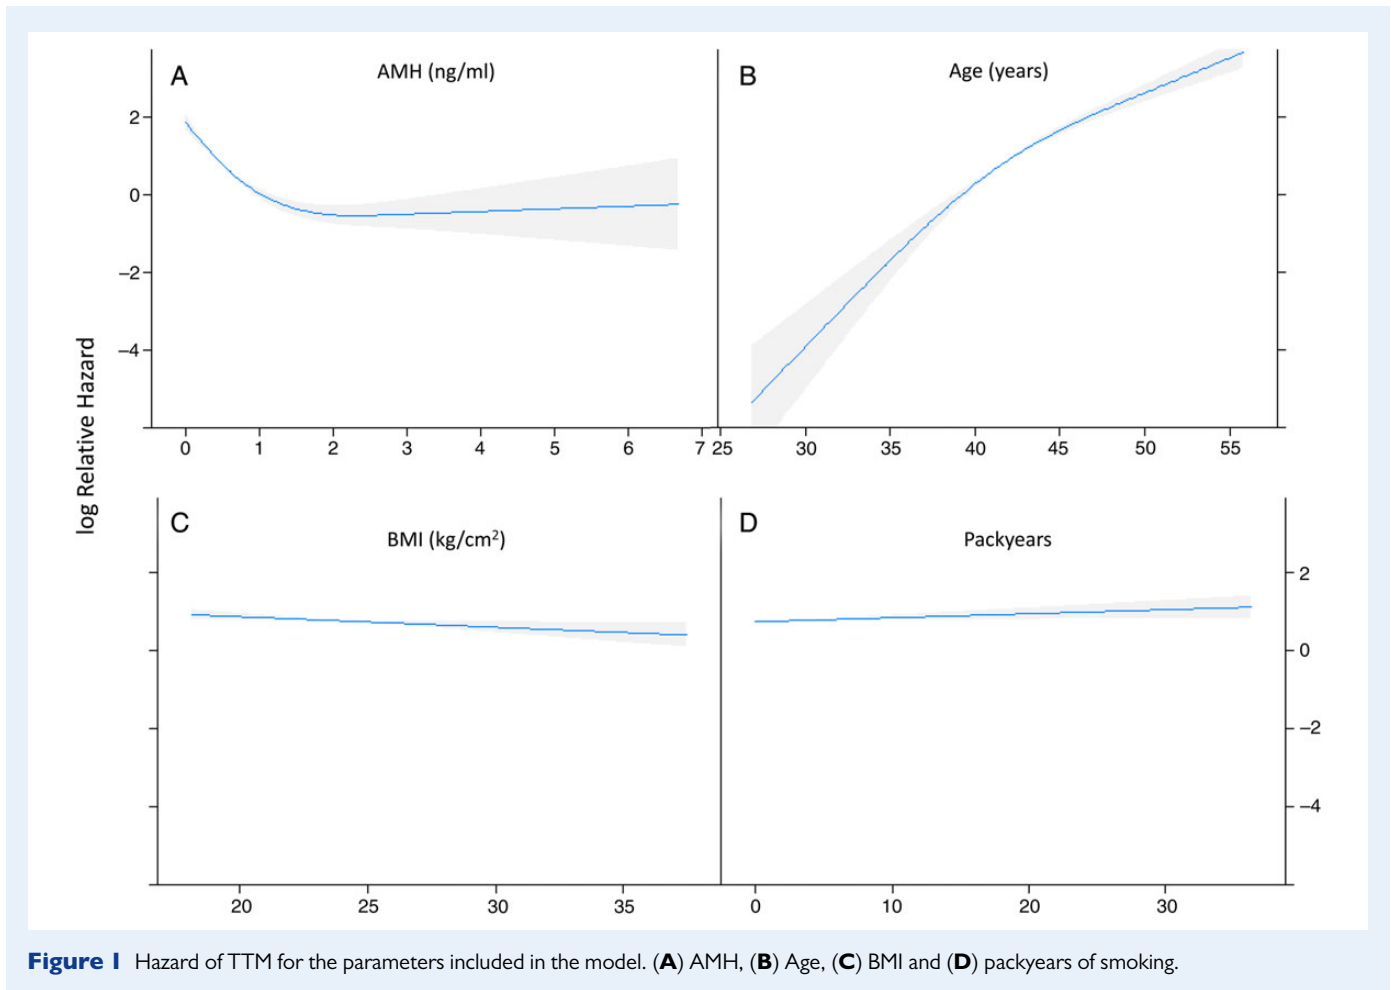 A
AMH (ng/ml)
B
Age (years)
2
0
−2
−4
log Relative Hazard
0 1 2 3 4 5 6 7 25 30 35 40 45 50 55
C
BMI (kg/cm²)
D
Packyears
2
0
−2
−4
20 25 30 35 0 10 20 30
Figure 1 Hazard of TTM for the parameters included in the model. (A) AMH, (B) Age, (C) BMI and (D) packyears of smoking.